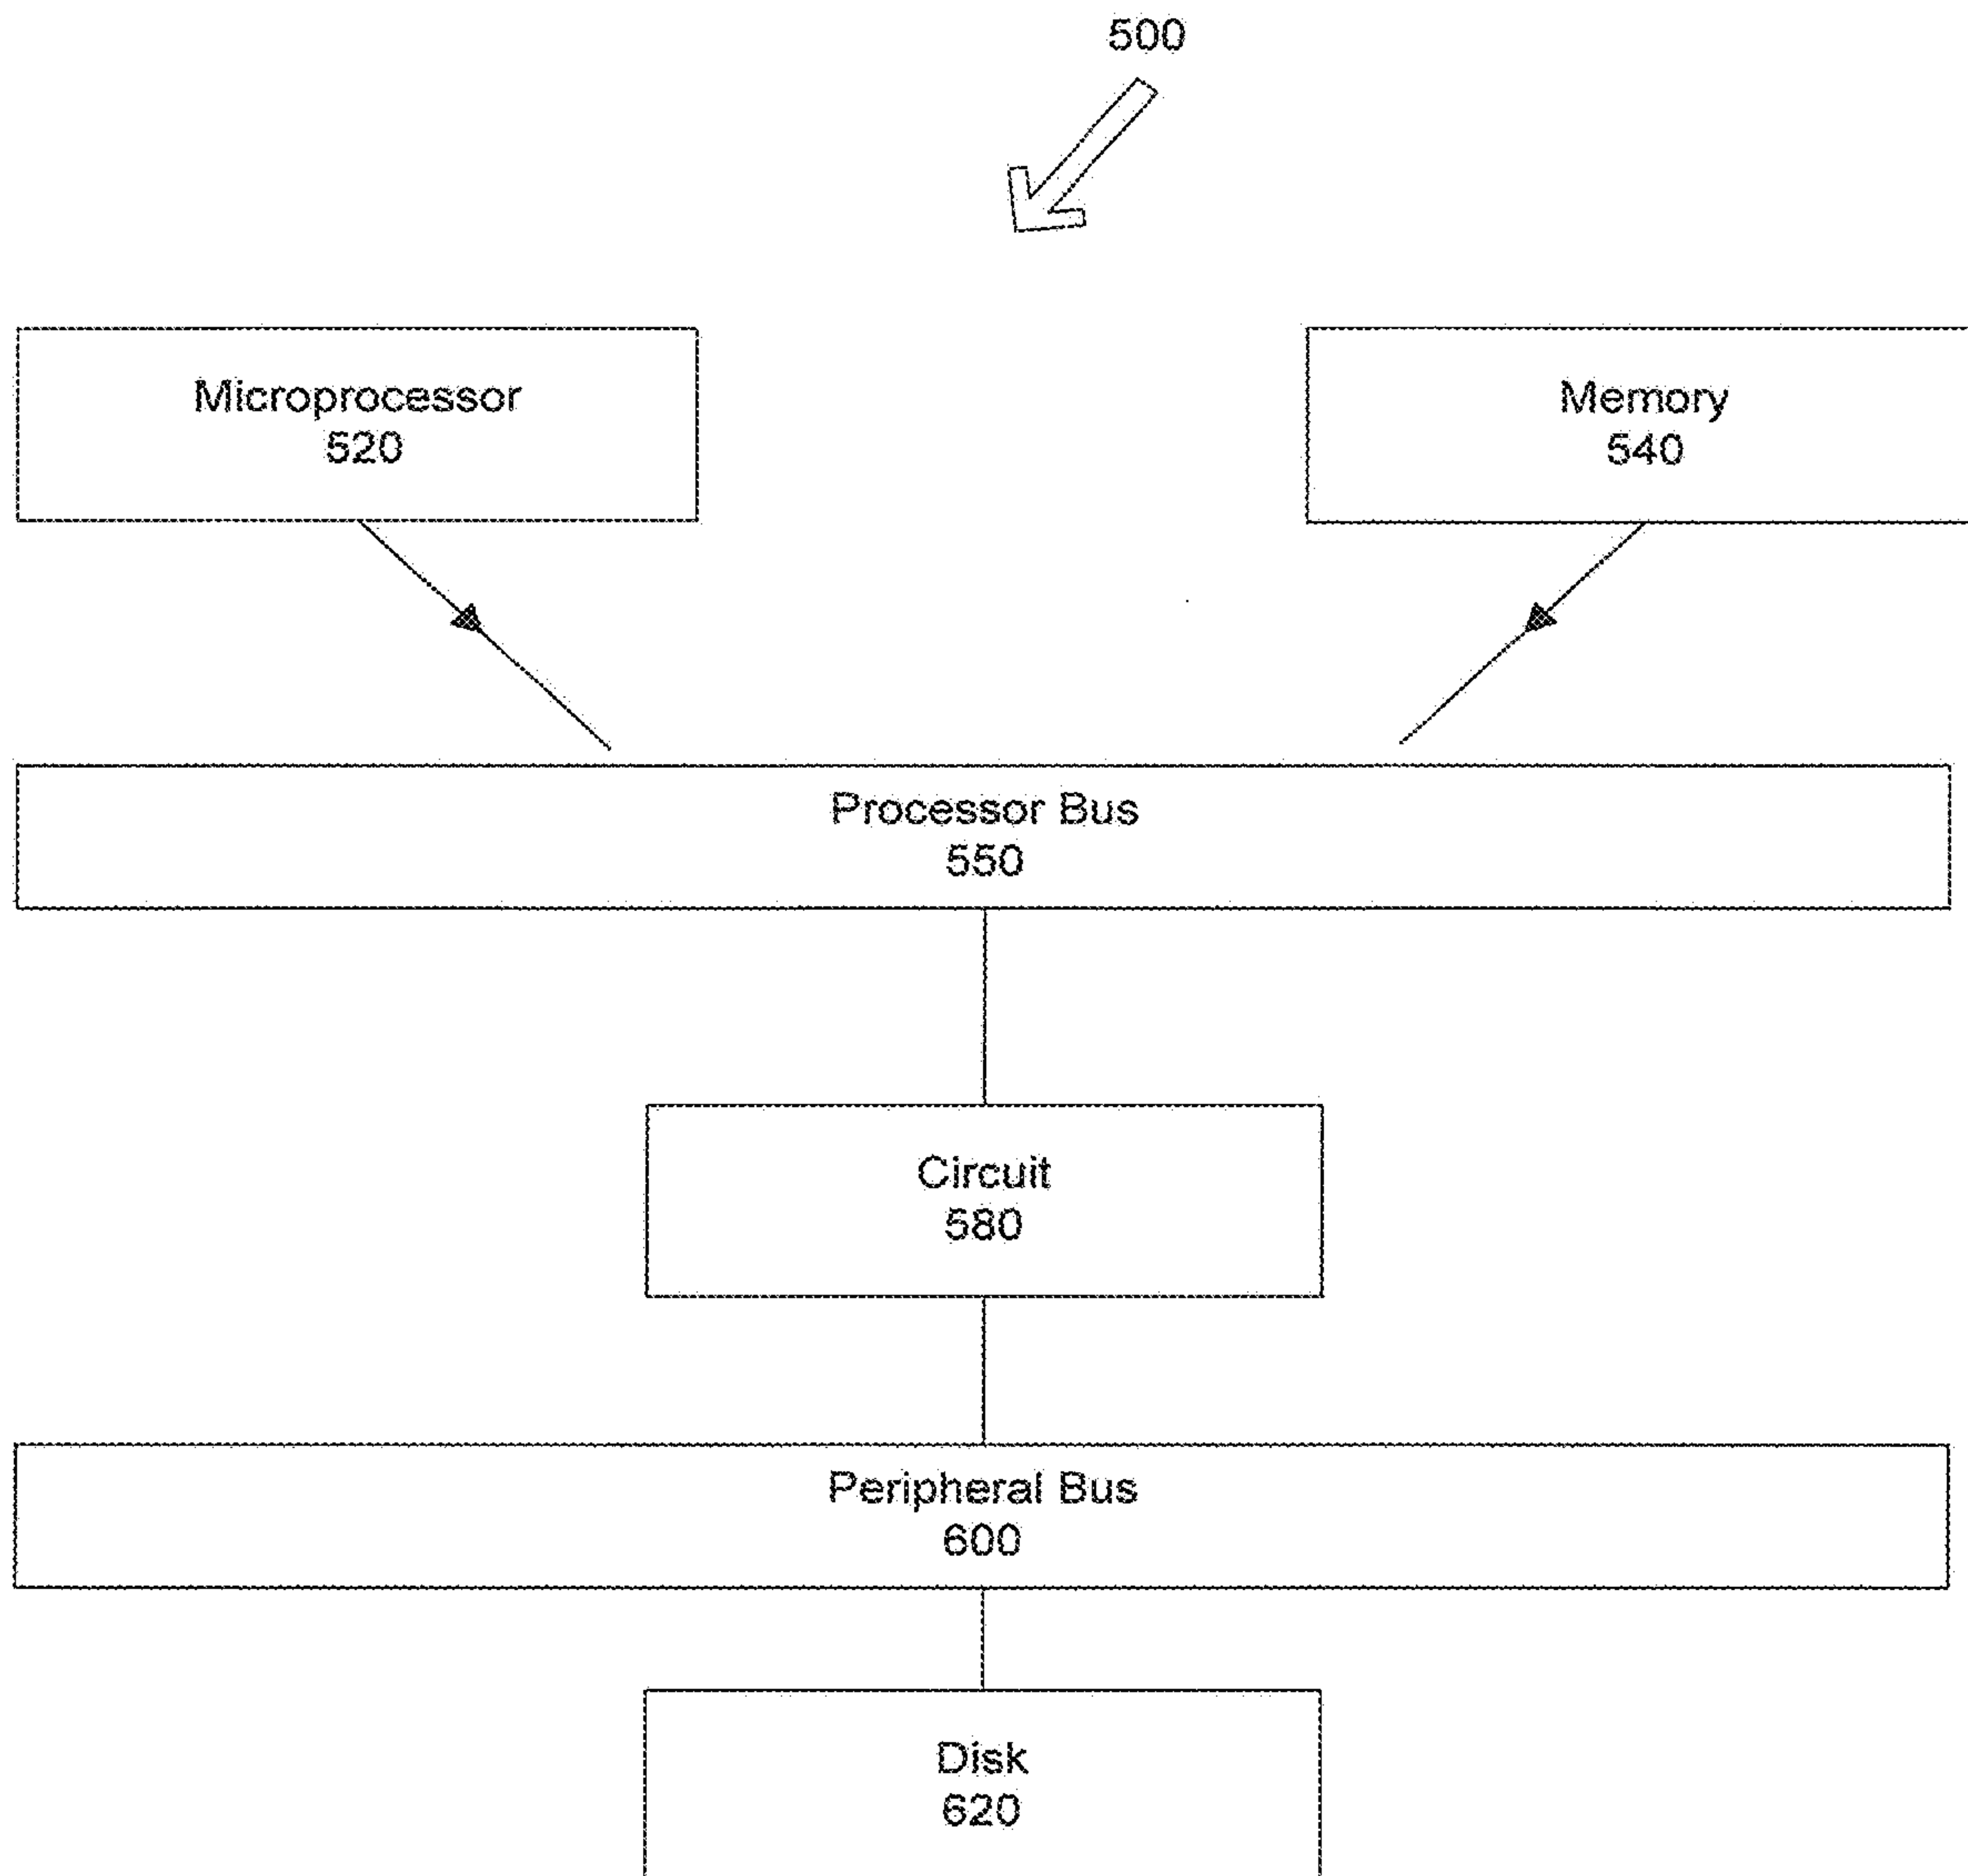 500
Microprocessor
520
Memory
540
Processor Bus
550
Circuit
580
Peripheral Bus
600
Disk
620